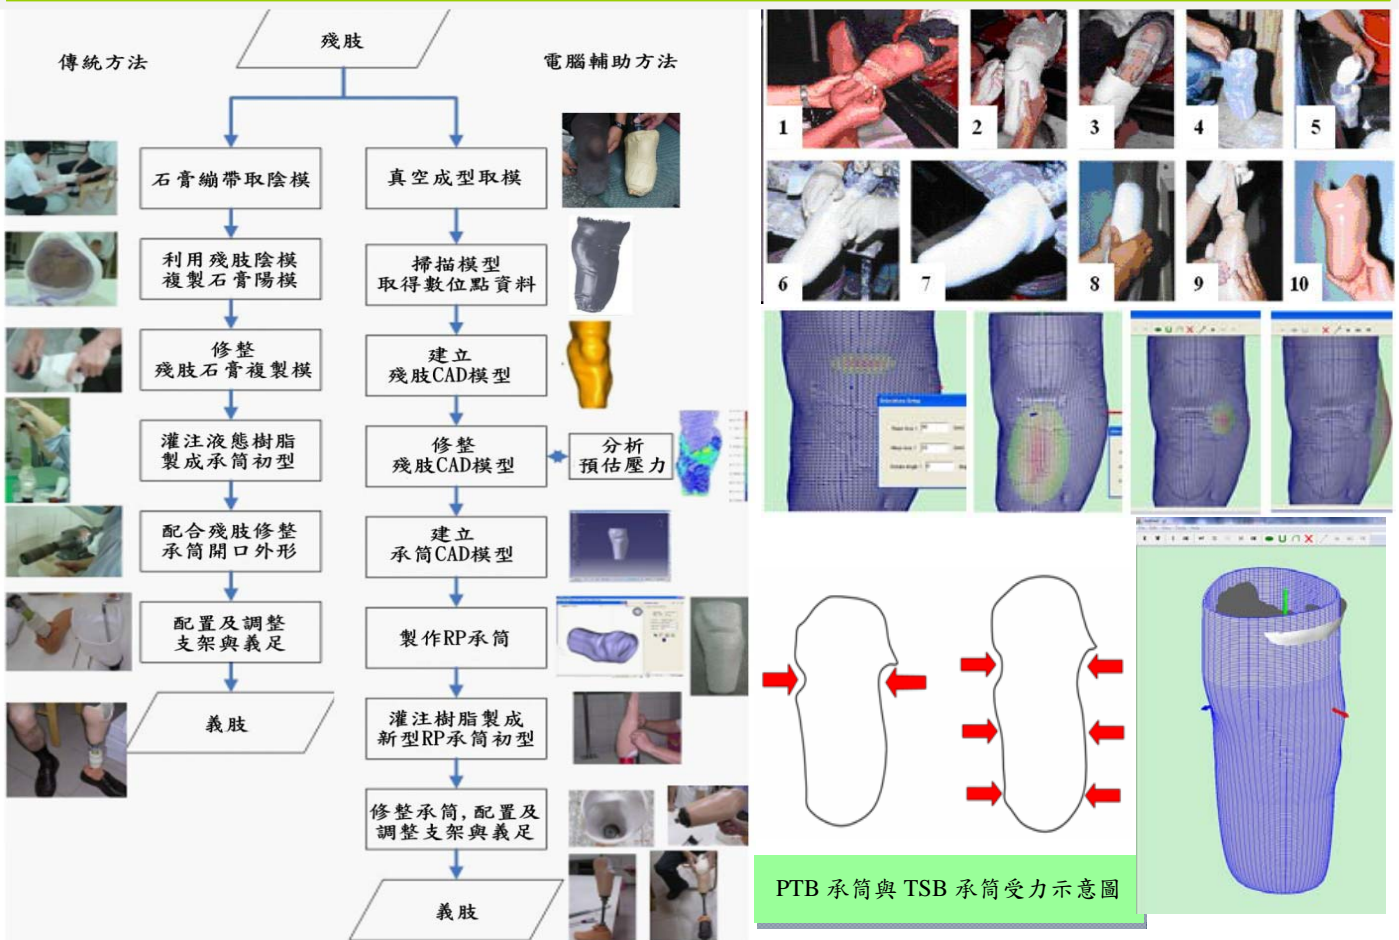 殘肢
傳統方法
電腦輔助方法
石膏繃帶取陰模
利用殘肢陰模
複製石膏陽模
修整
殘肢石膏複製模
灌注液態樹脂
製成承筒初型
配合殘肢修整
承筒開口外形
配置及調整
支架與義足
義肢
真空成型取模
掃描模型
取得數位點資料
建立
殘肢CAD模型
修整
殘肢CAD模型
分析
預估壓力
建立
承筒CAD模型
製作RP承筒
灌注樹脂製成
新型RP承筒初型
修整承筒,配置及
調整支架與義足
義肢
1
2
3
4
5
6
7
8
9
10
PTB 承筒與 TSB 承筒受力示意圖